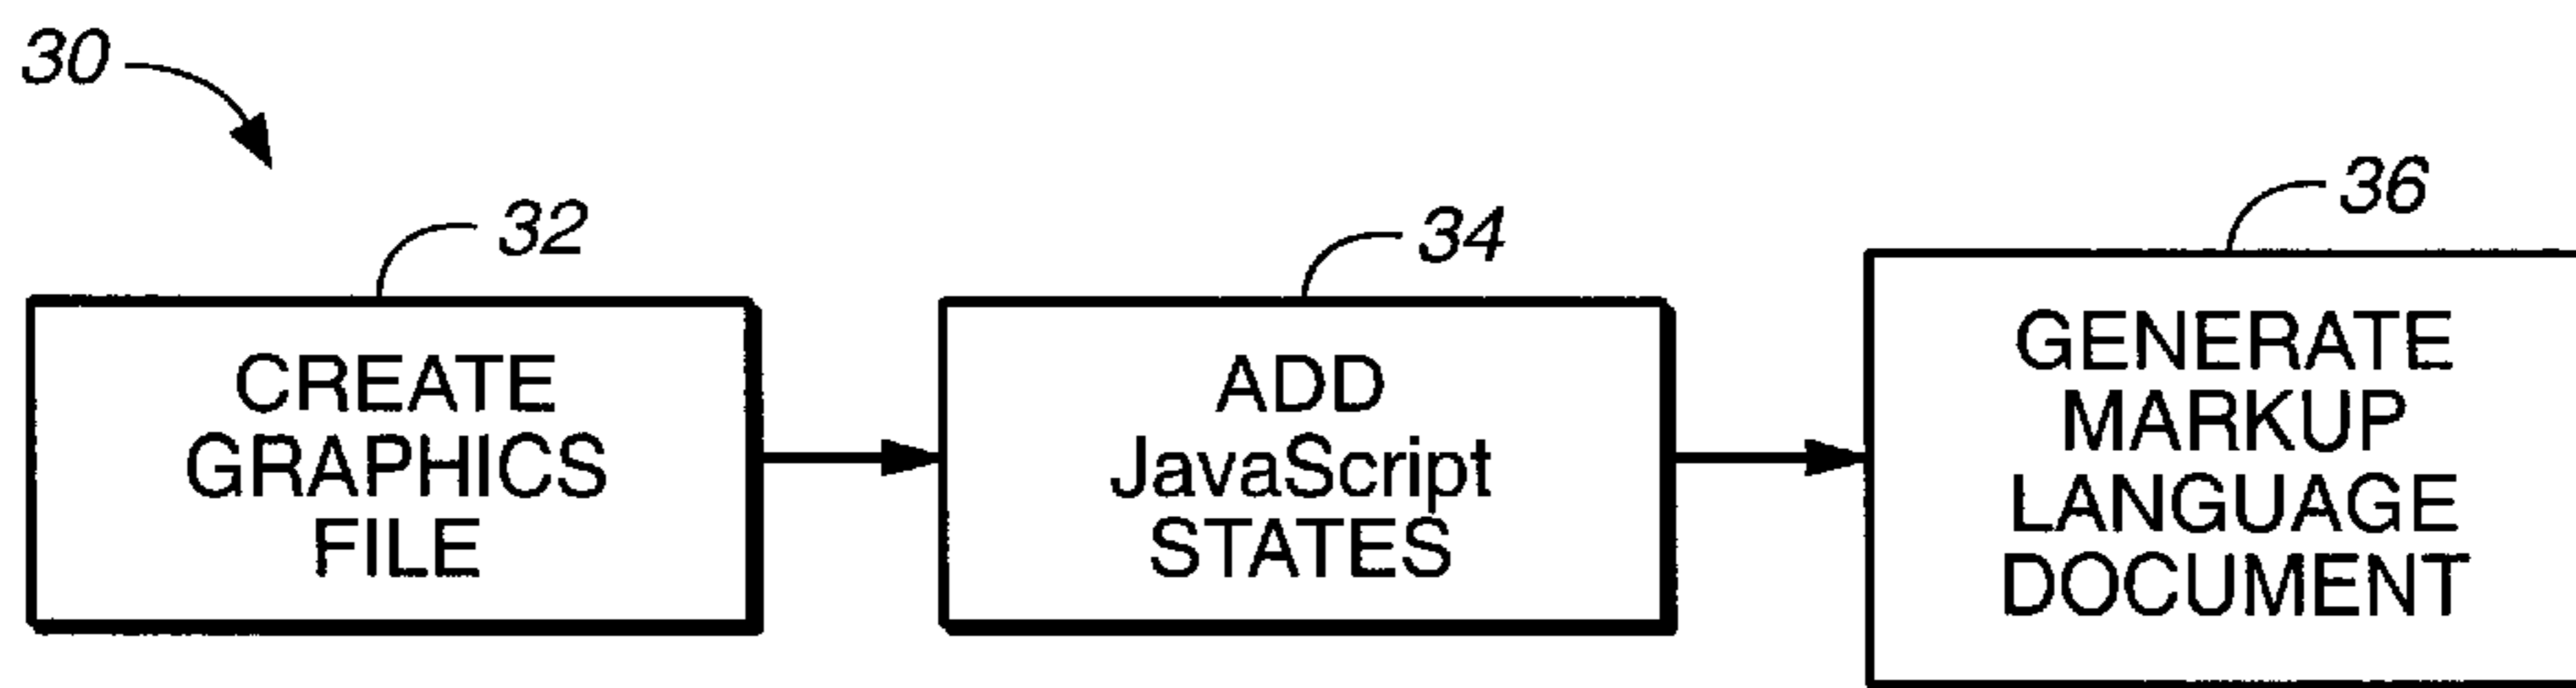 30
32
34
36
CREATE
GRAPHICS
FILE
ADD
JavaScript
STATES
GENERATE
MARKUP
LANGUAGE
DOCUMENT